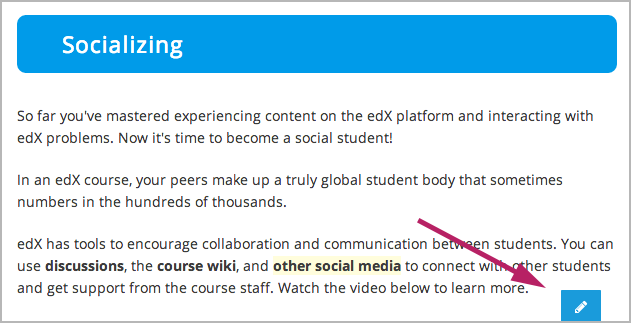 Socializing
So far you've mastered experiencing content on the edX platform and interacting with
edX problems. Now it's time to become a social student!
In an edX course, your peers make up a truly global student body that sometimes
numbers in the hundreds of thousands.
edX has tools to encourage collaboration and communication between students. You can
use discussions, the course wiki, and other social media to connect with other students
and get support from the course staff. Watch the video below to learn more.